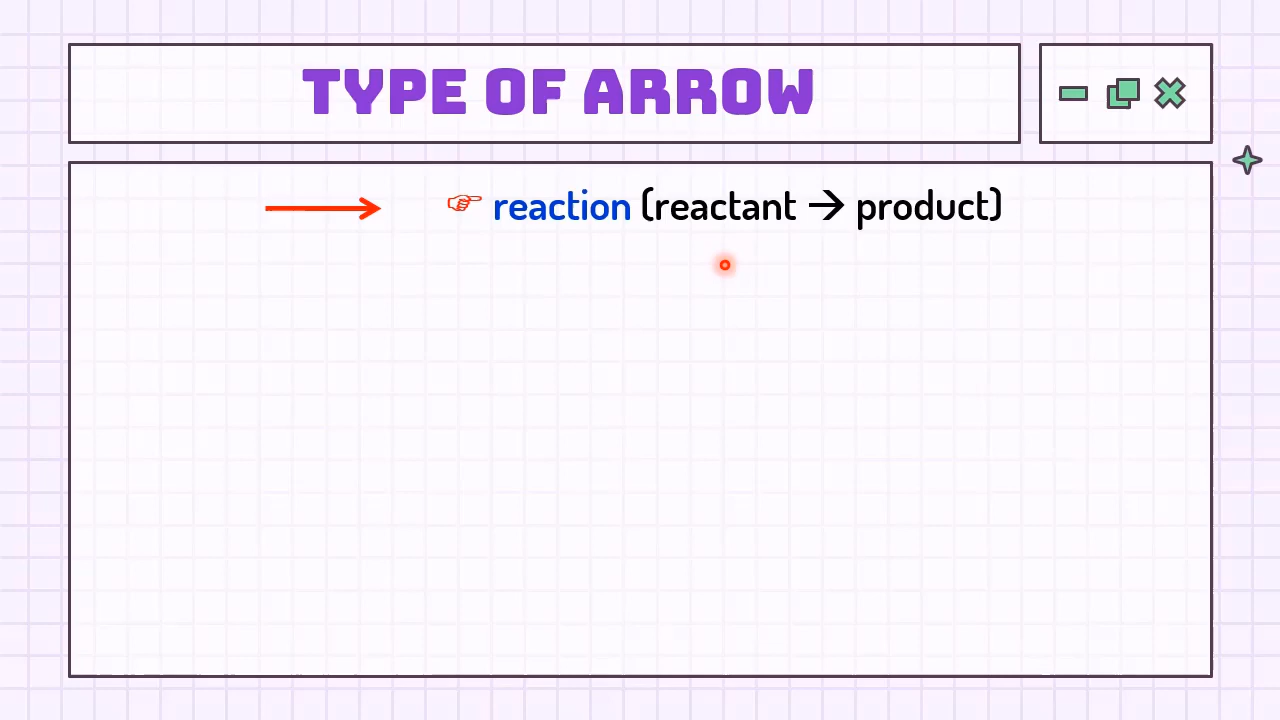 TYPE OF ARROW
☞ reaction (reactant → product)